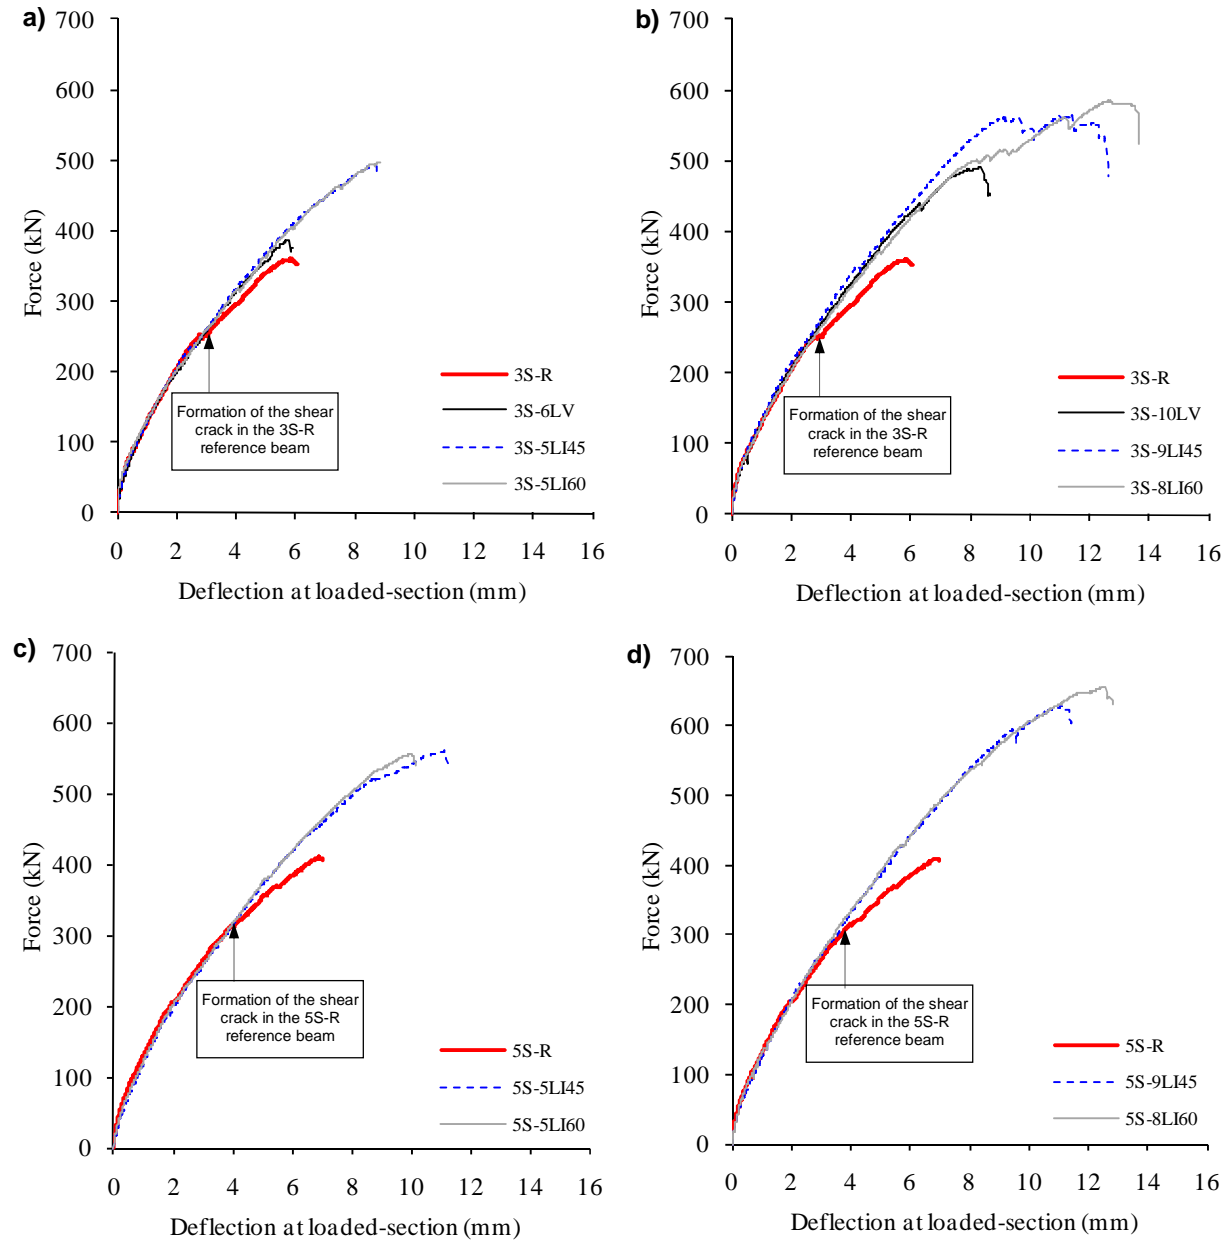 a)
700
600
500
400
300
200
100
0
Force (kN)
0 2 4 6 8 10 12 14 16
Deflection at loaded-section (mm)
Formation of the shear
crack in the 3S-R
reference beam
3S-R
3S-6LV
3S-5LI45
3S-5LI60
b)
700
600
500
400
300
200
100
0
Force (kN)
0 2 4 6 8 10 12 14 16
Deflection at loaded-section (mm)
Formation of the shear
crack in the 3S-R
reference beam
3S-R
3S-10LV
3S-9LI45
3S-8LI60
c)
700
600
500
400
300
200
100
0
Force (kN)
0 2 4 6 8 10 12 14 16
Deflection at loaded-section (mm)
Formation of the shear
crack in the 5S-R
reference beam
5S-R
5S-5LI45
5S-5LI60
d)
700
600
500
400
300
200
100
0
Force (kN)
0 2 4 6 8 10 12 14 16
Deflection at loaded-section (mm)
Formation of the shear
crack in the 5S-R
reference beam
5S-R
5S-9LI45
5S-8LI60